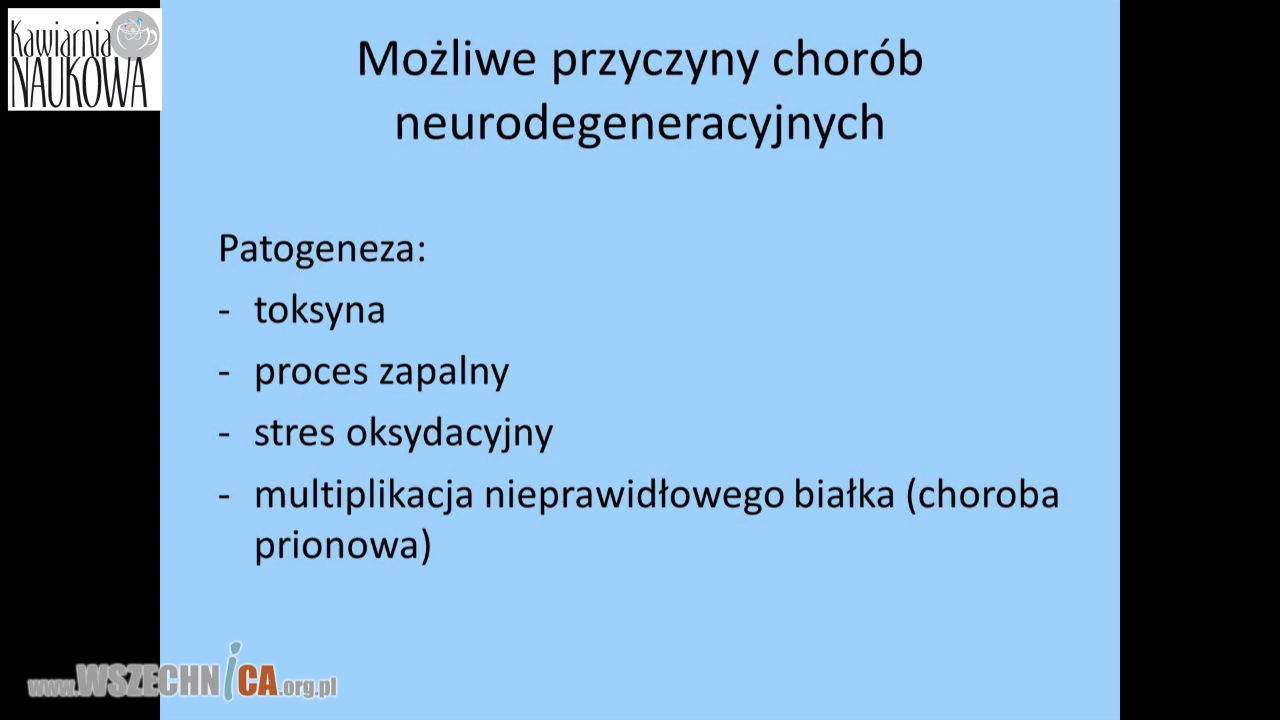 Kawiarnia
NAUKOWA
Możliwe przyczyny chorób
neurodegeneracyjnych
Patogeneza:
- toksyna
- proces zapalny
- stres oksydacyjny
- multiplikacja nieprawidłowego białka (choroba
prionowa)
www.WSZECHNiCA.org.pl